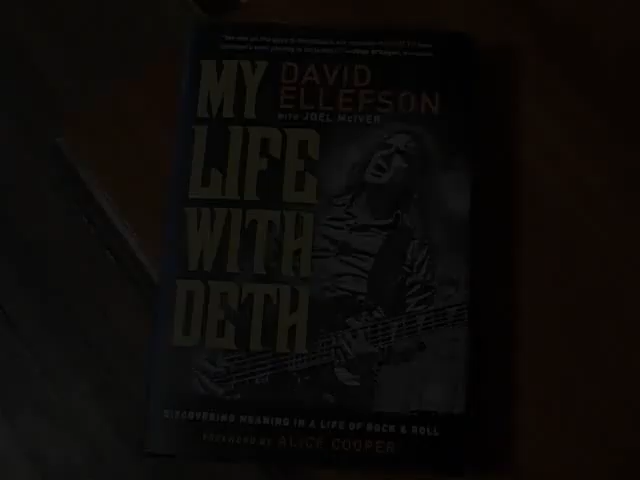 MY
DAVID
ELLEFSON
WITH JOEL McIVER
LIFE
WITH
DETH
DISCOVERING MEANING IN A LIFE OF ROCK & ROLL
FOREWORD BY ALICE COOPER